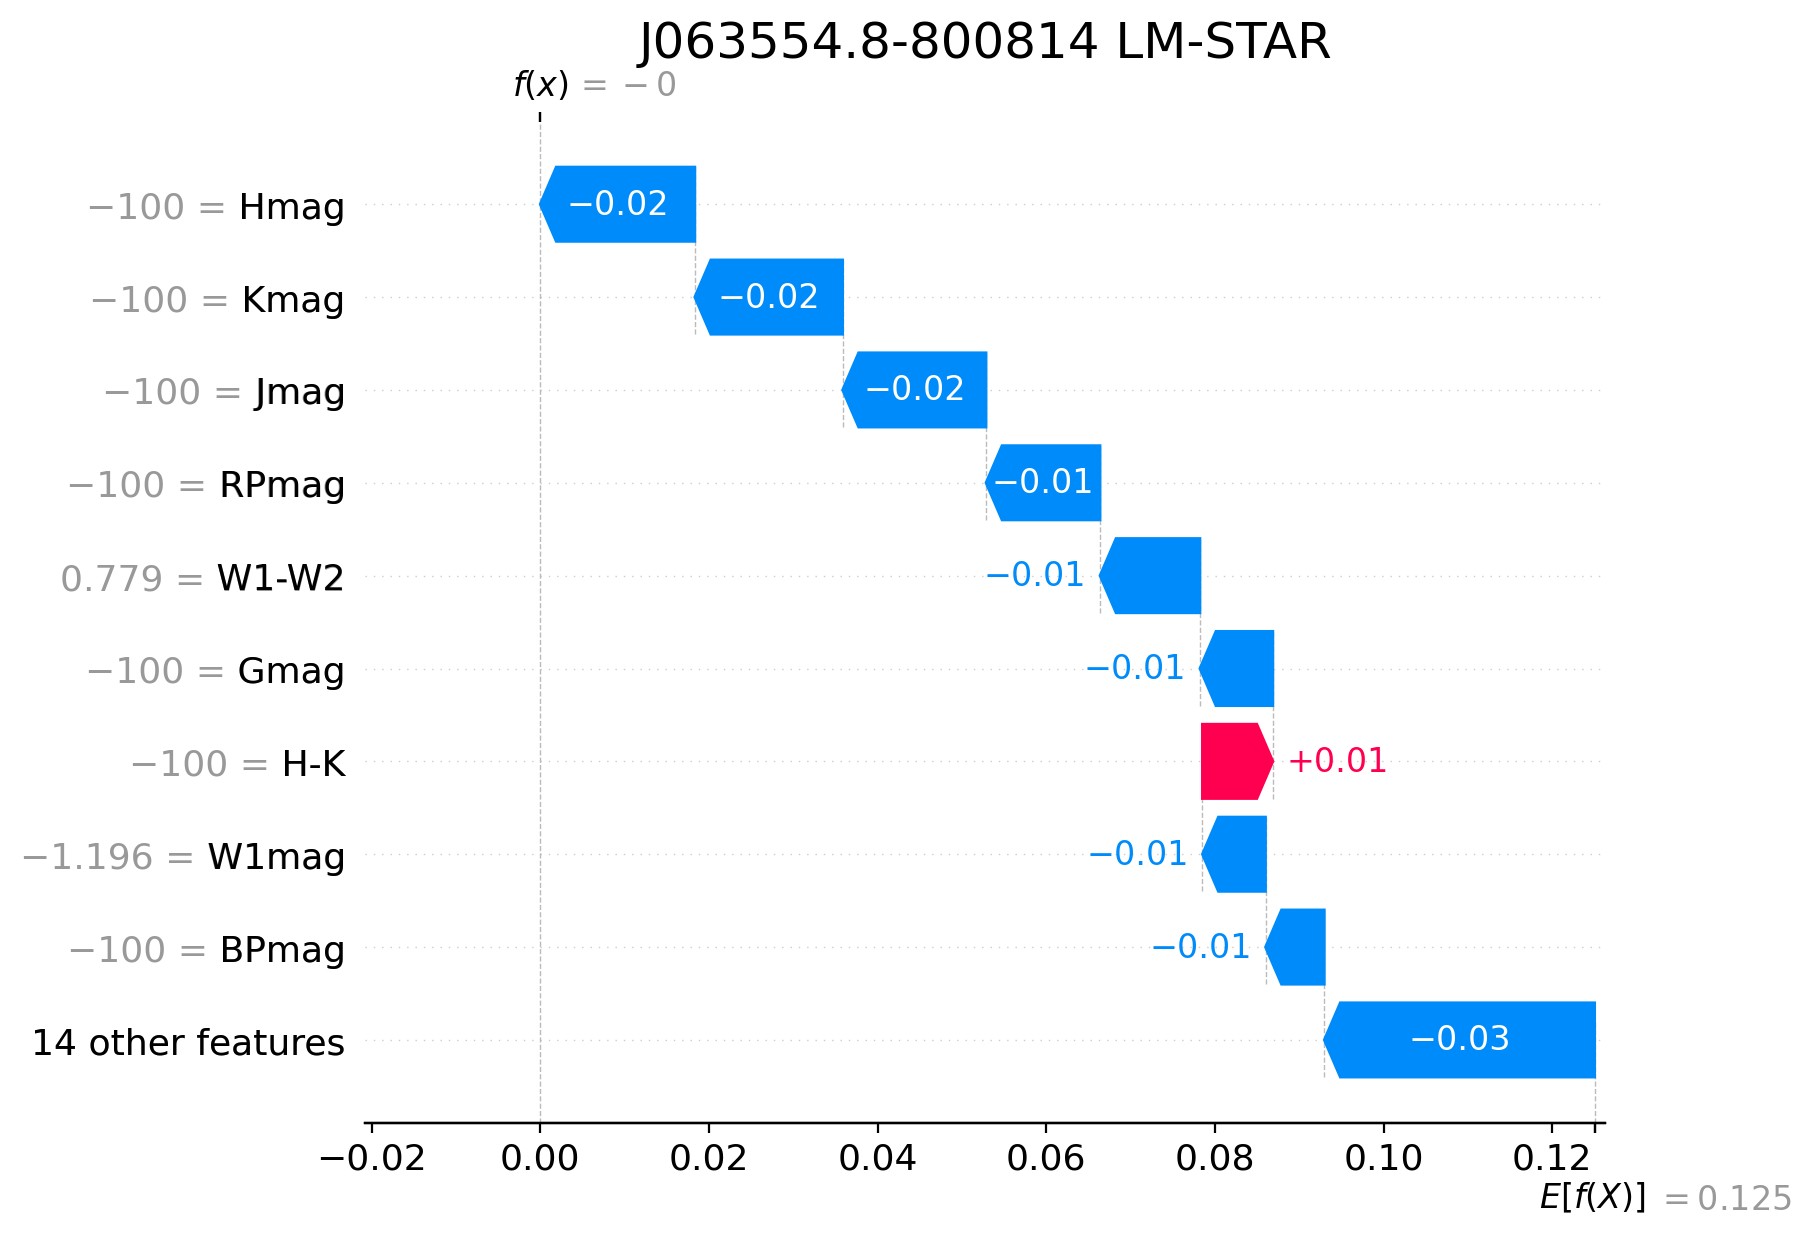 J063554.8-800814 LM-STAR
f(x) = −0
−100 = Hmag
−0.02
−100 = Kmag
−0.02
−100 = Jmag
−0.02
−100 = RPmag
−0.01
0.779 = W1-W2
−0.01
−100 = Gmag
−0.01
−100 = H-K
+0.01
−1.196 = W1mag
−0.01
−100 = BPmag
−0.01
14 other features
−0.03
−0.02 0.00 0.02 0.04 0.06 0.08 0.10 0.12
E[f(X)] = 0.125